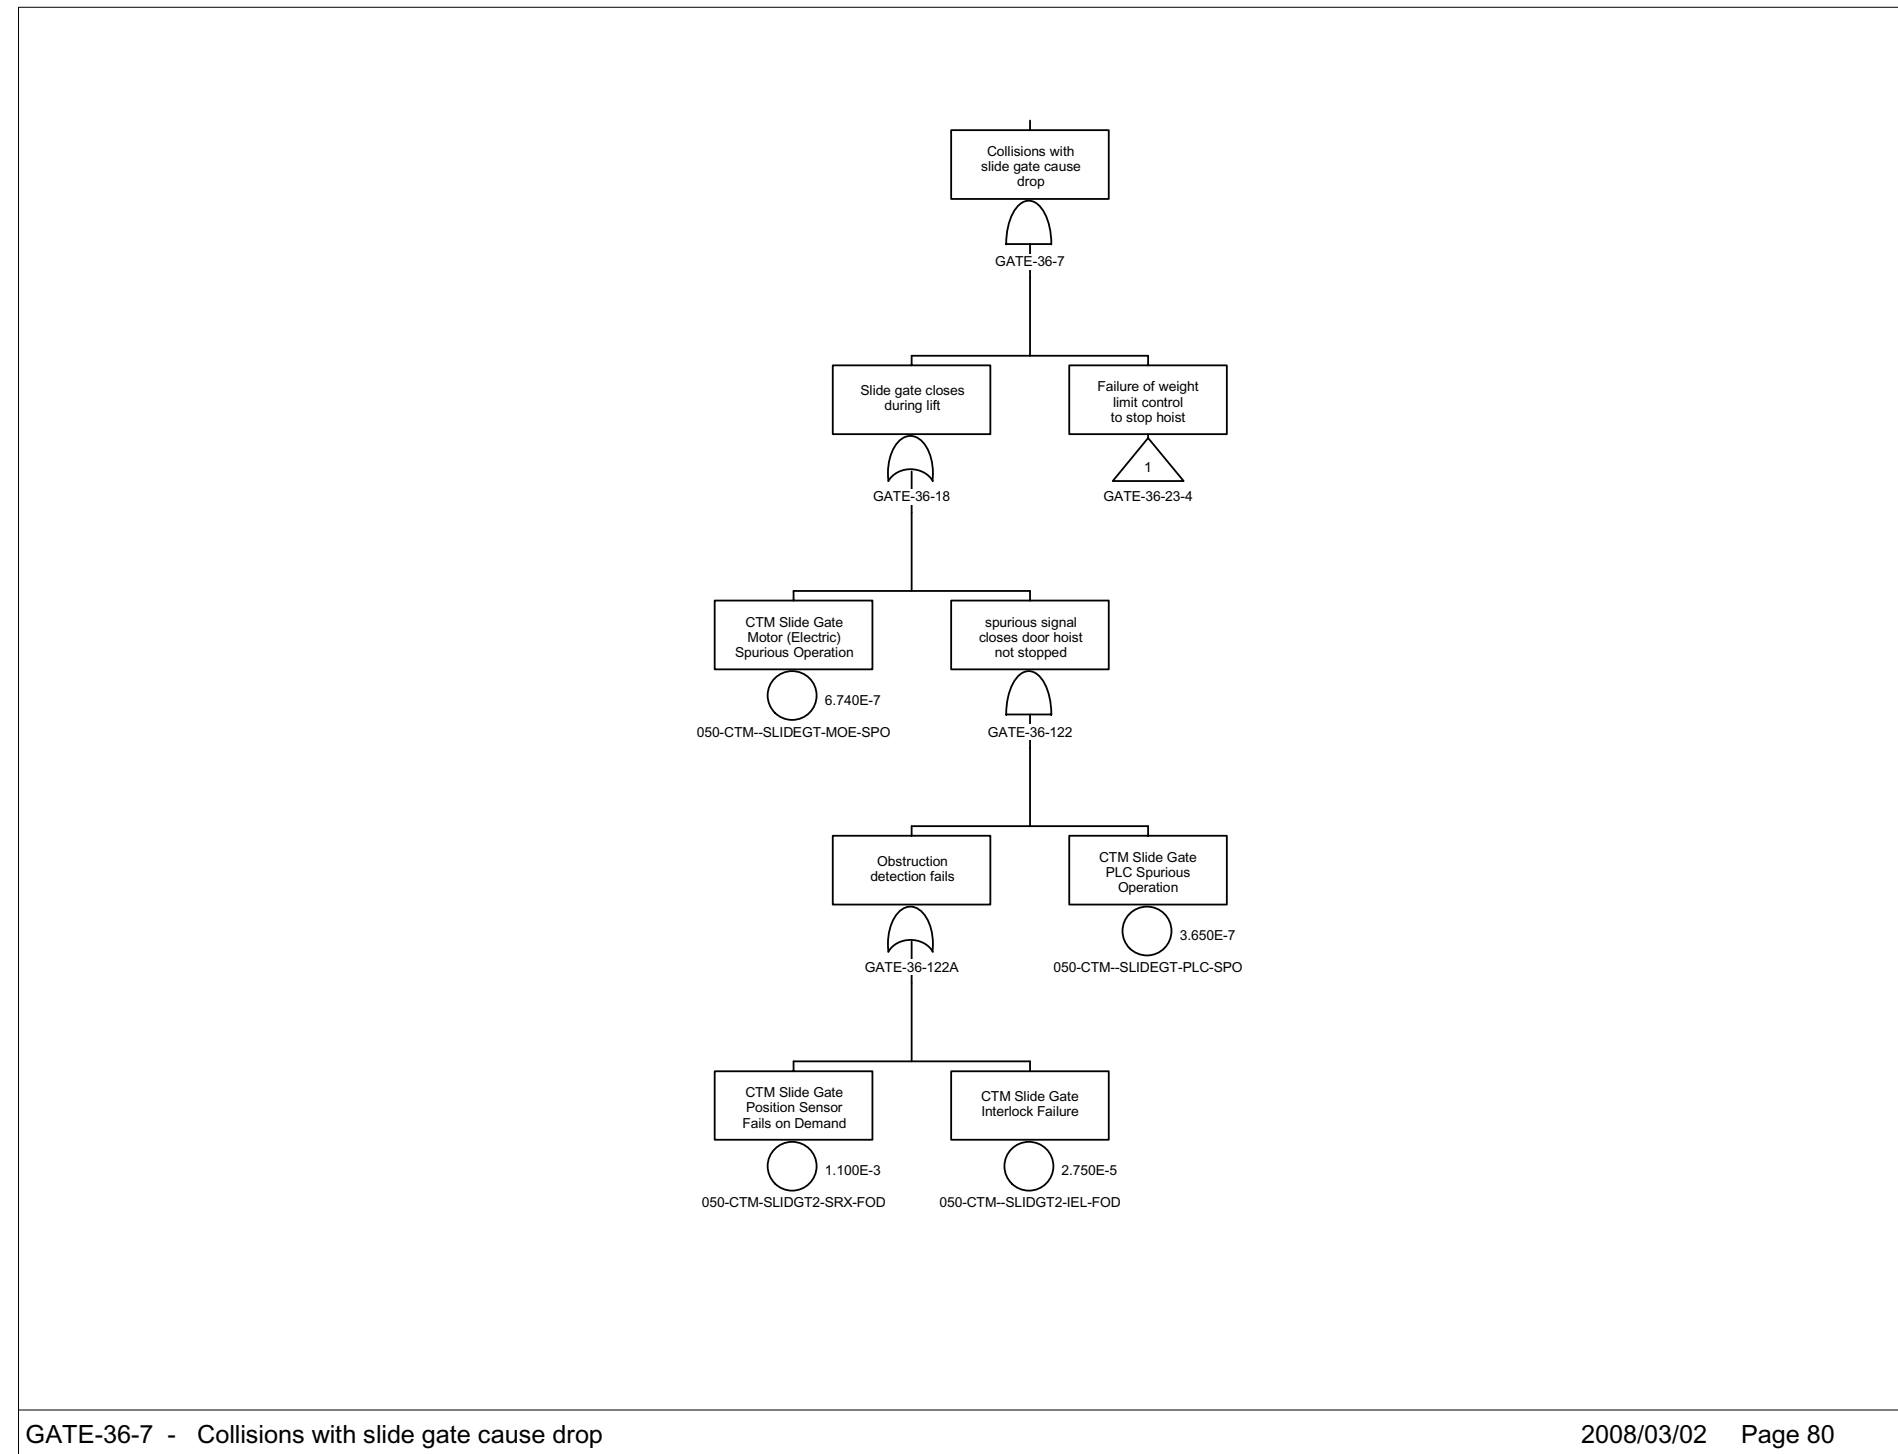 Collisions with
slide gate cause
drop
GATE-36-7
Slide gate closes
during lift
GATE-36-18
Failure of weight
limit control
to stop hoist
1
GATE-36-23-4
CTM Slide Gate
Motor (Electric)
Spurious Operation
6.740E-7
050-CTM--SLIDEGT-MOE-SPO
spurious signal
closes door hoist
not stopped
GATE-36-122
Obstruction
detection fails
GATE-36-122A
CTM Slide Gate
PLC Spurious
Operation
3.650E-7
050-CTM--SLIDEGT-PLC-SPO
CTM Slide Gate
Position Sensor
Fails on Demand
1.100E-3
050-CTM-SLIDGT2-SRX-FOD
CTM Slide Gate
Interlock Failure
2.750E-5
050-CTM--SLIDGT2-IEL-FOD
GATE-36-7 - Collisions with slide gate cause drop
2008/03/02 Page 80